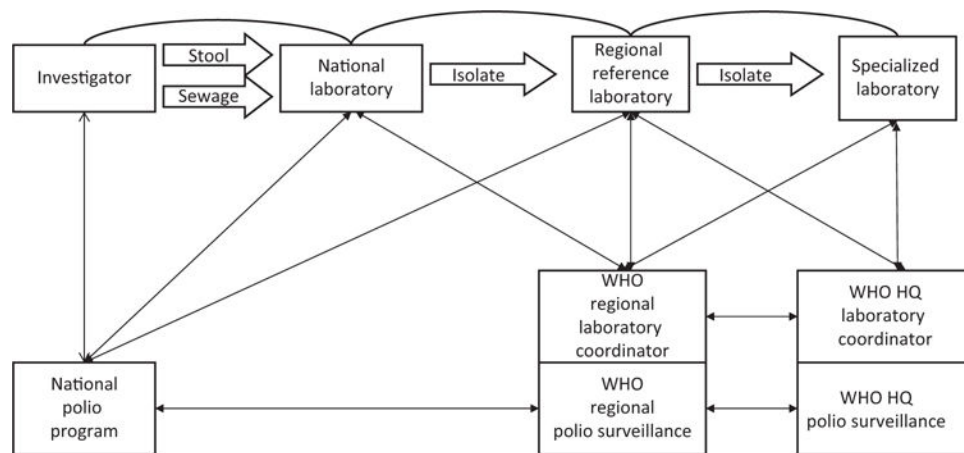 Investigator
Stool
Sewage
National
laboratory
Isolate
Regional
reference
laboratory
Isolate
Specialized
laboratory
WHO
regional
laboratory
coordinator
WHO HQ
laboratory
coordinator
National
polio
program
WHO
regional
polio surveillance
WHO HQ
polio surveillance